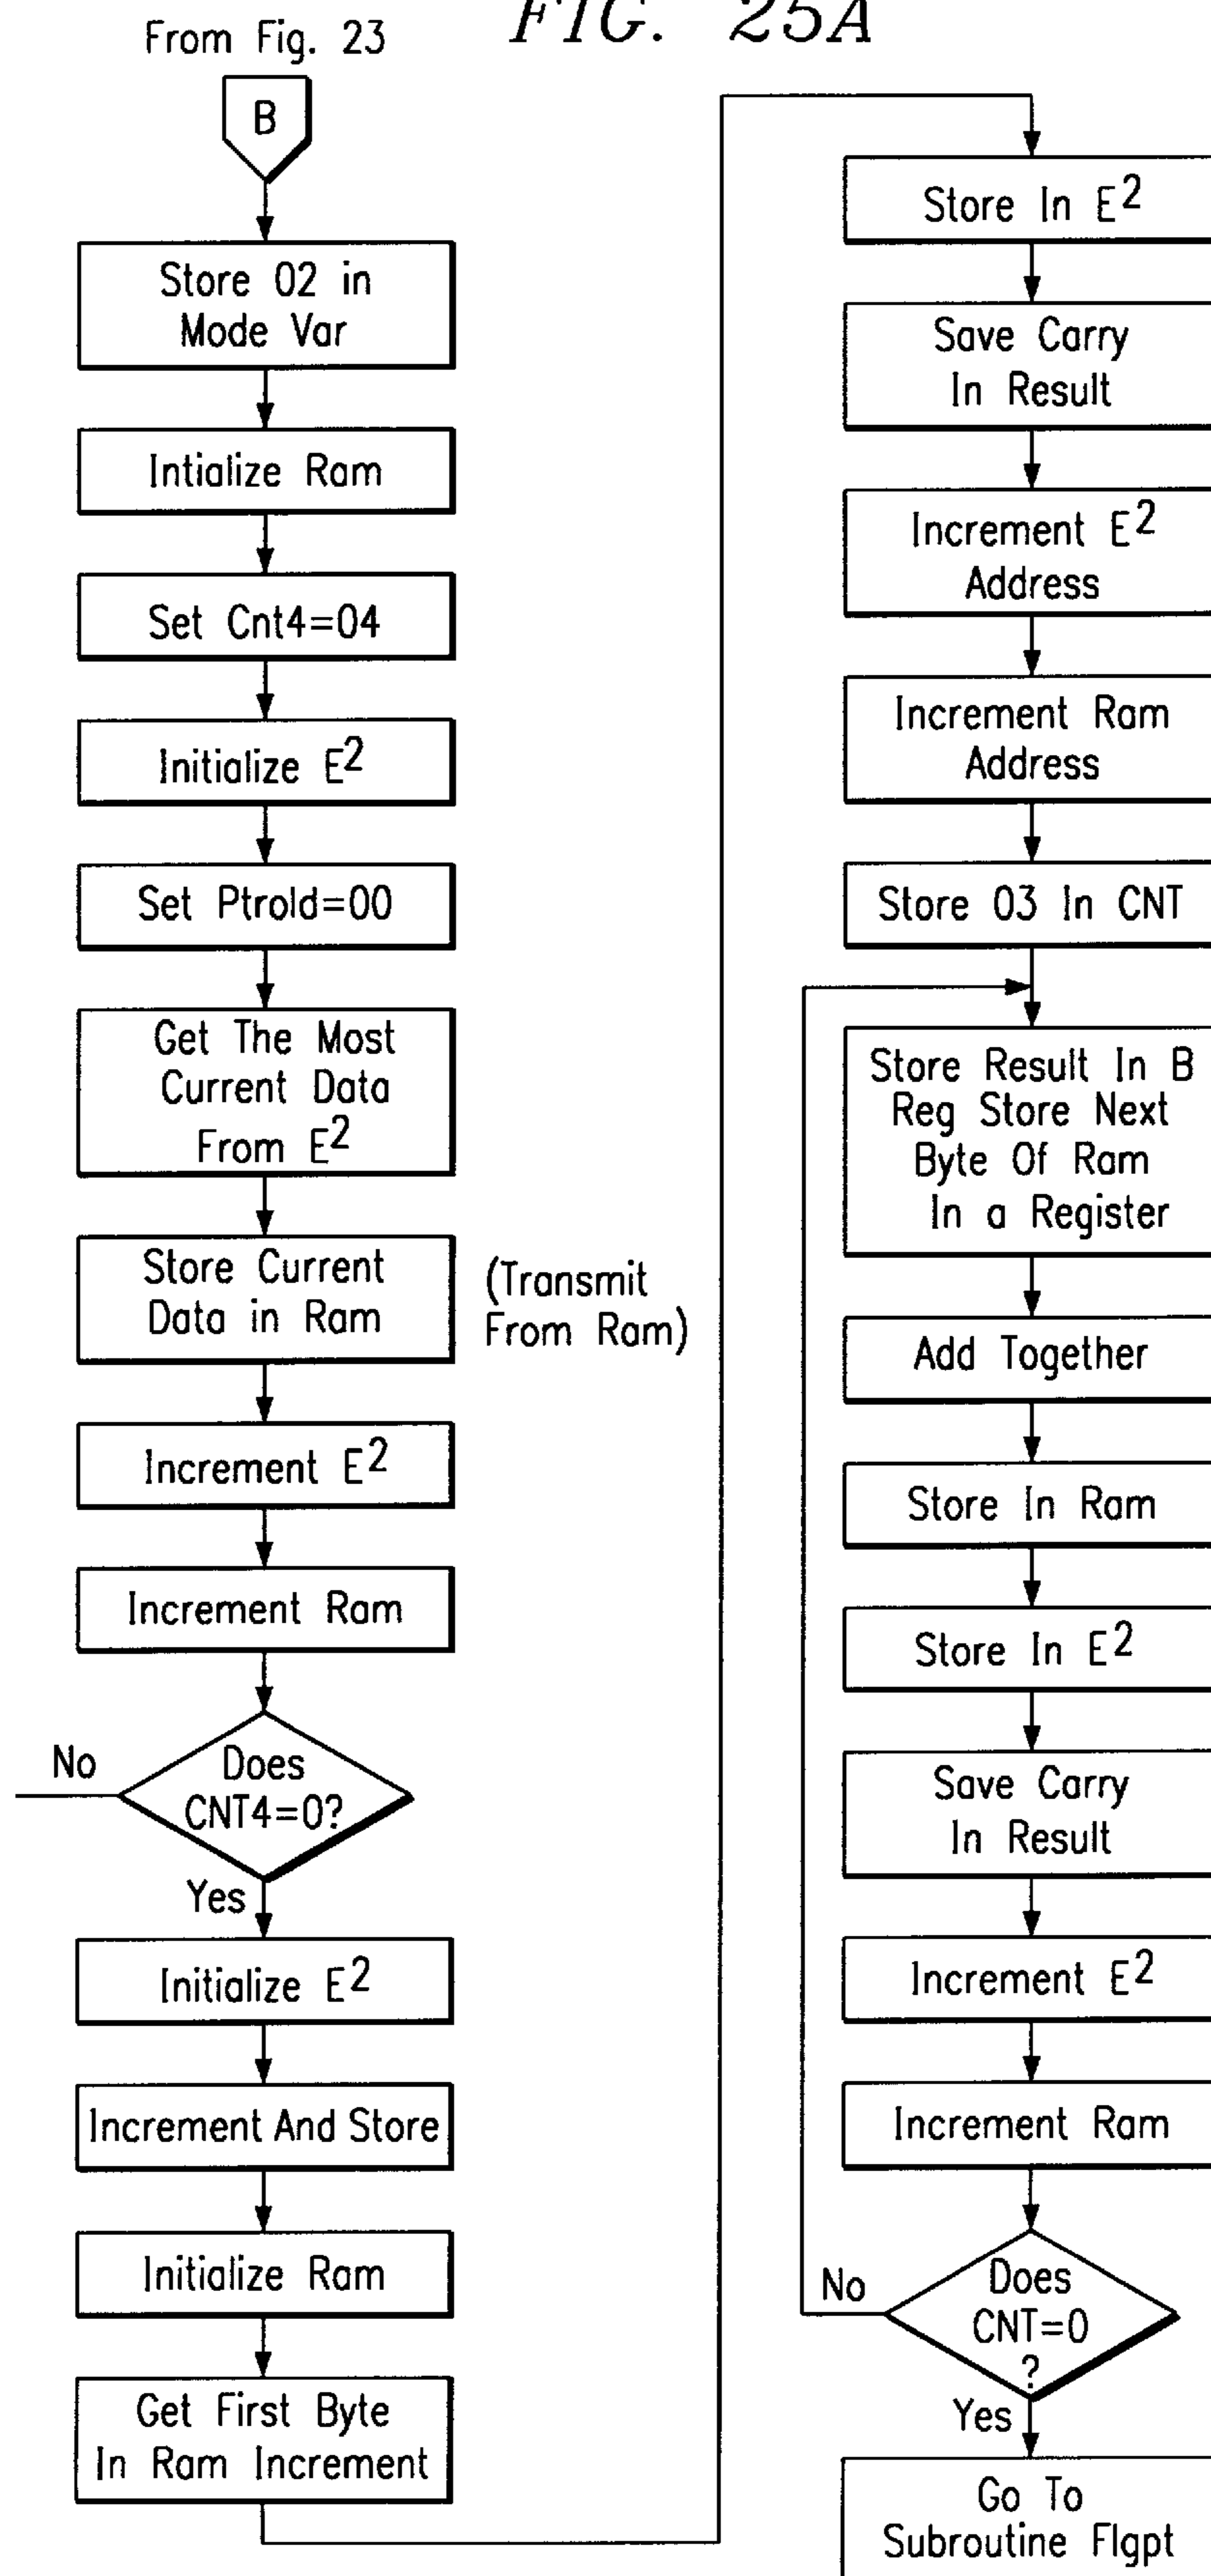 FIG. 25A
From Fig. 23
B
Store 02 in
Mode Var
Intialize Ram
Set Cnt4=04
Initialize E2
Set Ptrold=00
Get The Most
Current Data
From E2
Store Current
Data in Ram
(Transmit
From Ram)
Increment E2
Increment Ram
Does
CNT4=0?
No
Yes
Initialize E2
Increment And Store
Initialize Ram
Get First Byte
In Ram Increment
Store In E2
Save Carry
In Result
Increment E2
Address
Increment Ram
Address
Store 03 In CNT
Store Result In B
Reg Store Next
Byte Of Ram
In a Register
Add Together
Store In Ram
Store In E2
Save Carry
In Result
Increment E2
Increment Ram
Does
CNT=0
?
No
Yes
Go To
Subroutine Flgpt